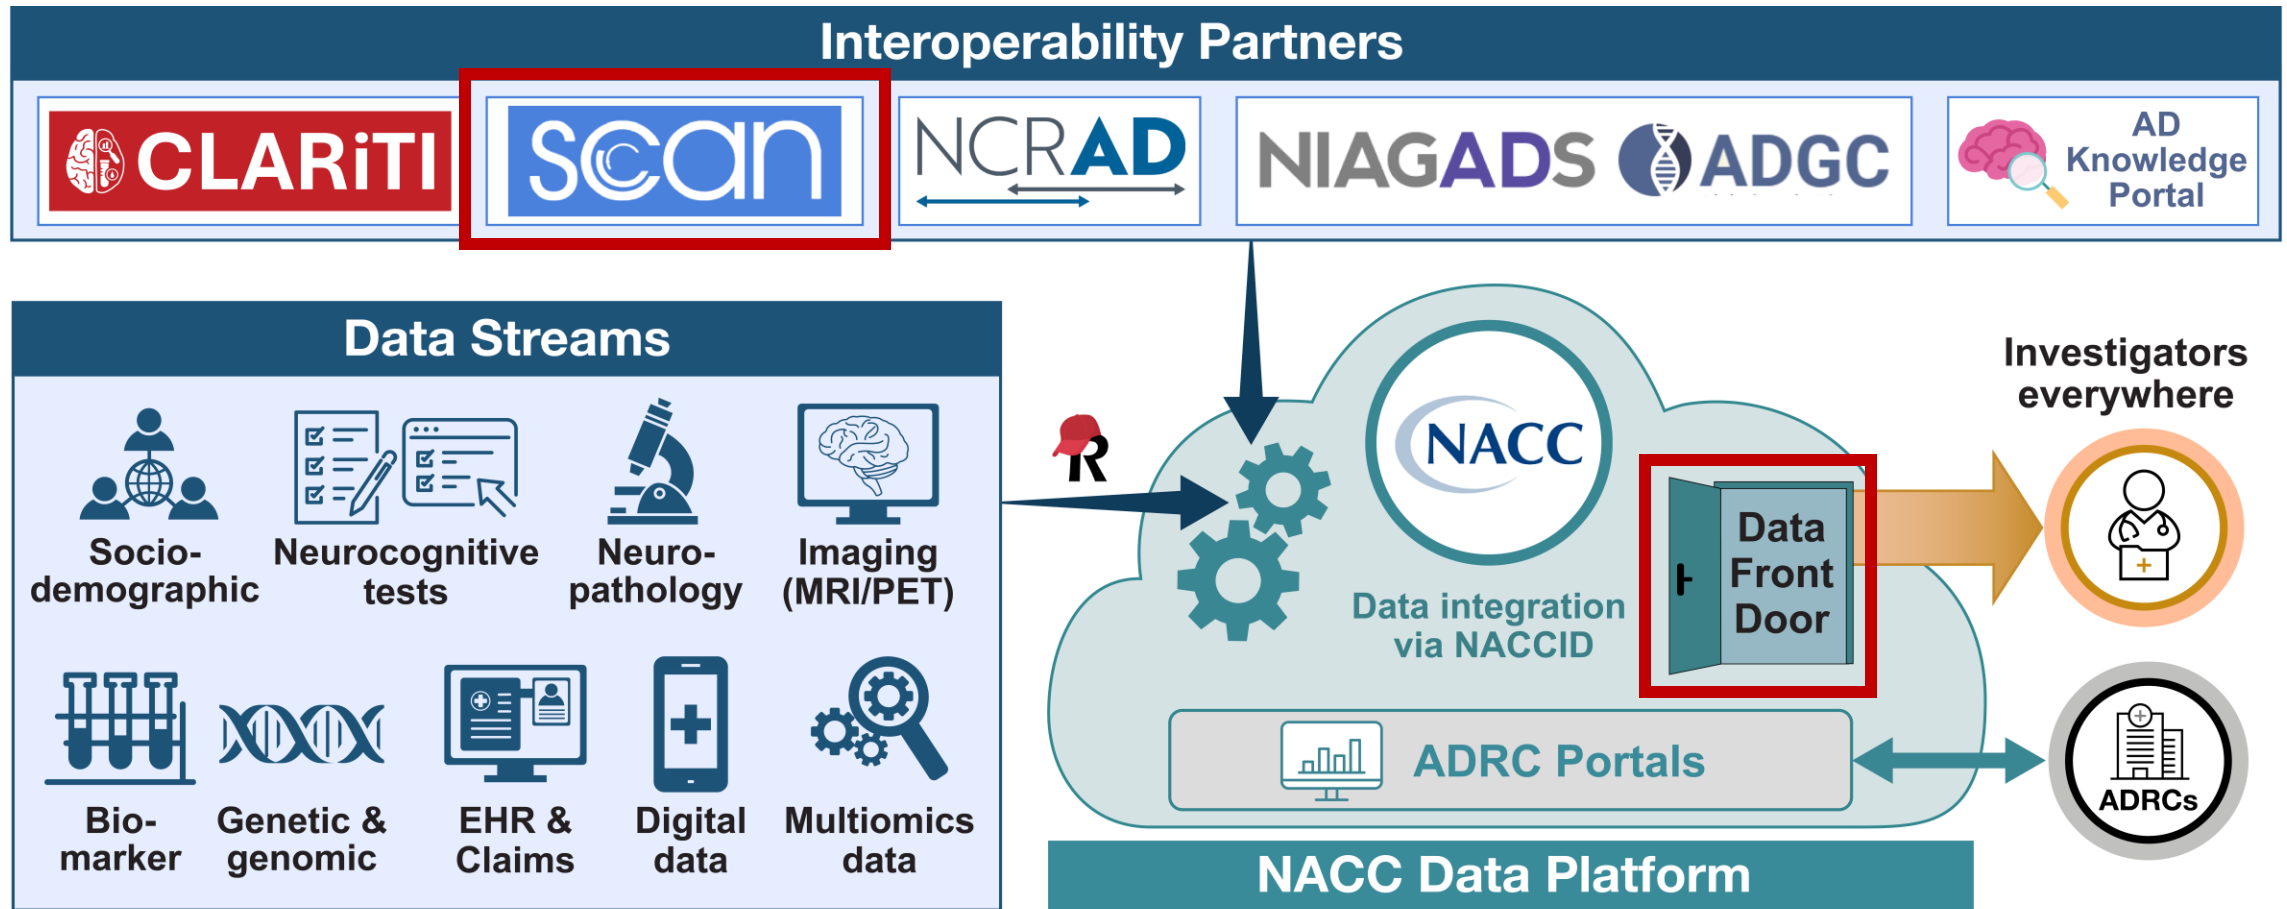 Interoperability Partners
CLARiTI
scan
NCRAD
NIAGADS
ADGC
AD
Knowledge
Portal
Data Streams
Socio-
demographic
Neurocognitive
tests
Neuro-
pathology
Imaging
(MRI/PET)
Bio-
marker
Genetic &
genomic
EHR &
Claims
Digital
data
Multiomics
data
R
NACC
Data integration
via NACCID
Data
Front
Door
ADRC Portals
NACC Data Platform
Investigators
everywhere
ADRCs